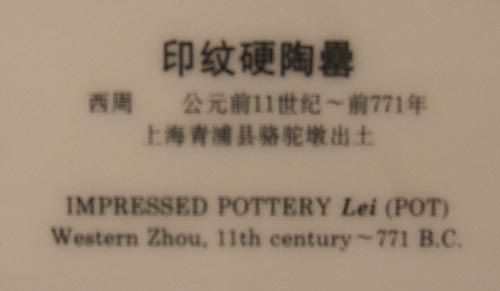 印纹硬陶罍
西周 公元前11世纪～前771年
上海青浦县骆驼墩出土
IMPRESSED POTTERY Lei (POT)
Western Zhou, 11th century～771 B.C.